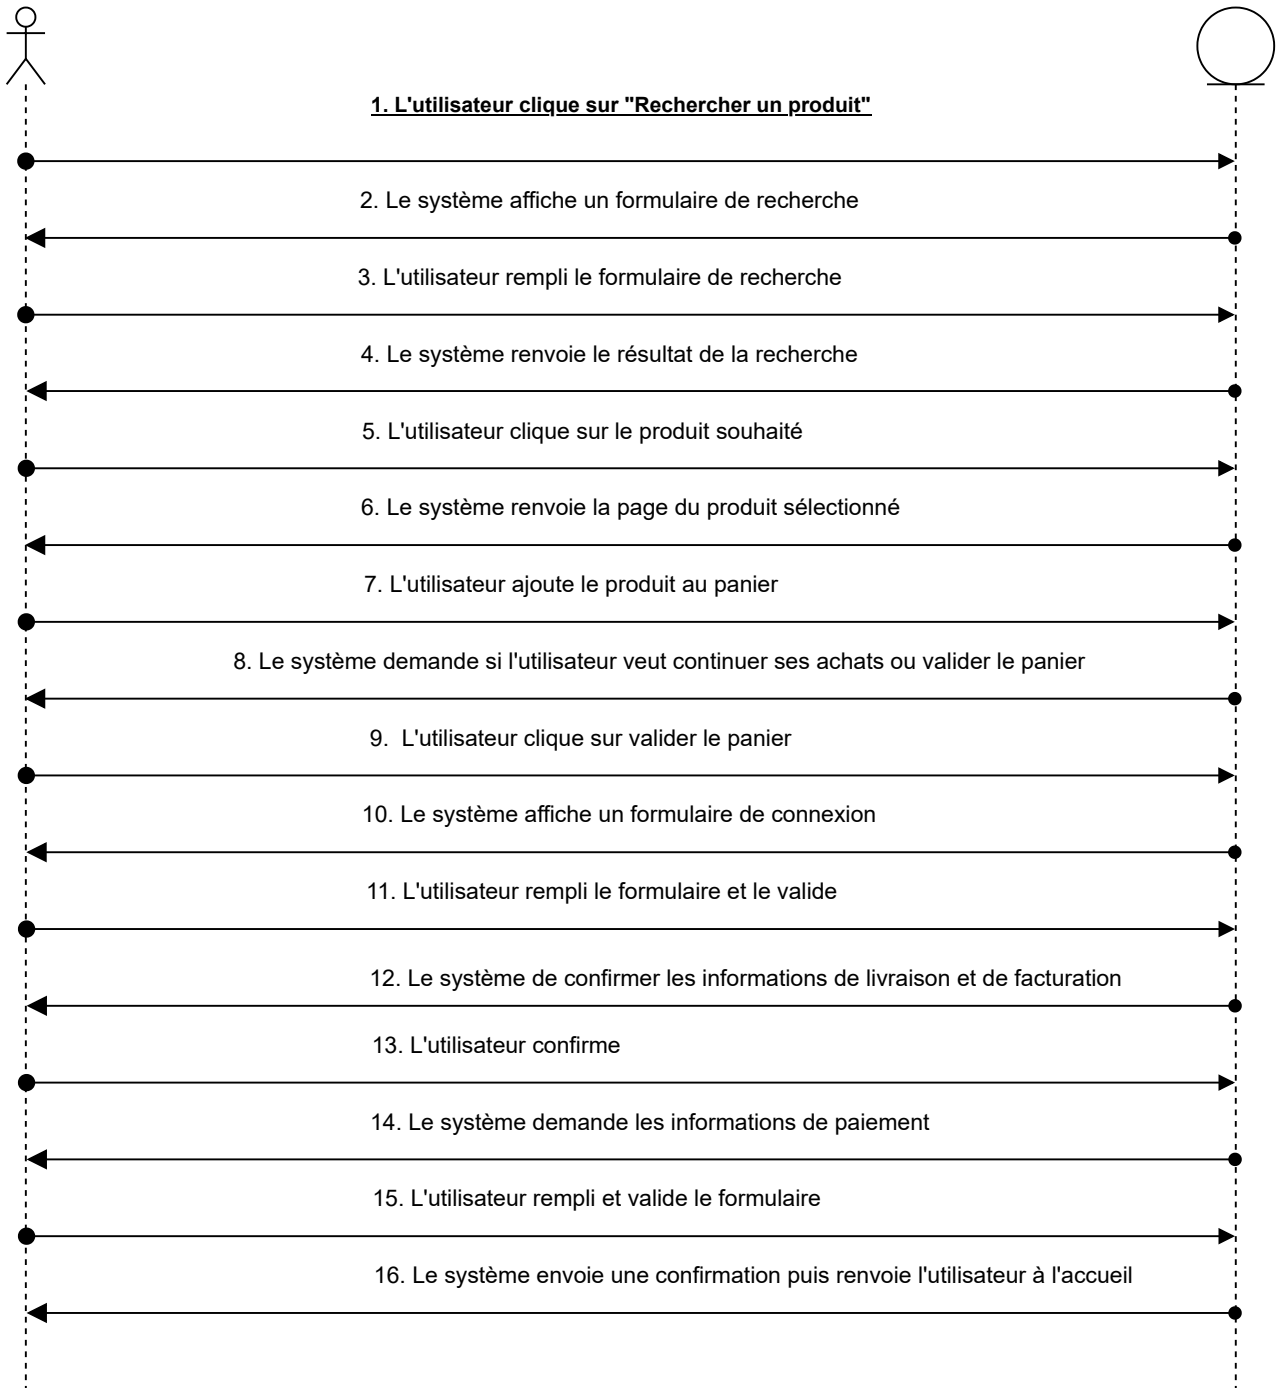 1. L'utilisateur clique sur "Rechercher un produit"
2. Le système affiche un formulaire de recherche
3. L'utilisateur rempli le formulaire de recherche
4. Le système renvoie le résultat de la recherche
5. L'utilisateur clique sur le produit souhaité
6. Le système renvoie la page du produit sélectionné
7. L'utilisateur ajoute le produit au panier
8. Le système demande si l'utilisateur veut continuer ses achats ou valider le panier
9.  L'utilisateur clique sur valider le panier
10. Le système affiche un formulaire de connexion
11. L'utilisateur rempli le formulaire et le valide
12. Le système de confirmer les informations de livraison et de facturation
13. L'utilisateur confirme
14. Le système demande les informations de paiement
15. L'utilisateur rempli et valide le formulaire
16. Le système envoie une confirmation puis renvoie l'utilisateur à l'accueil